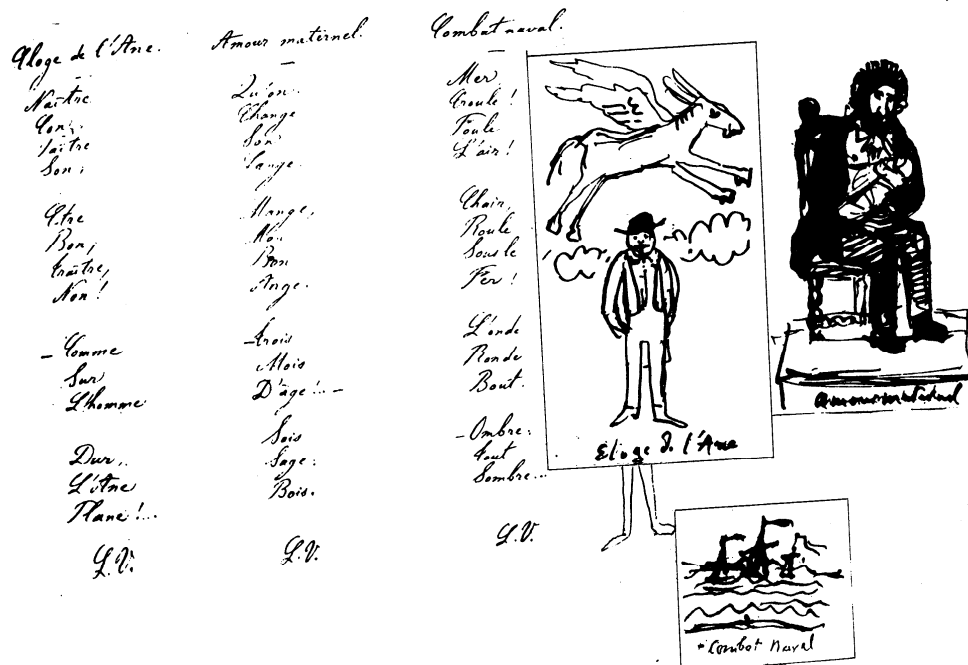 Eloge de l'Ane.
Naître
Con,
Paître
Son;
Être
Bon,
Traître,
Non!
— Comme
Sur
L'homme
Dur,
L'Ane
Plane!...
L.V.
Amour maternel.
Qu'on
Change
Son
Lange.
Mange,
Mon
Bon
Ange.
— Trois
Mois
D'âge!.. —
Sois
Sage:
Bois.
L.V.
Combat naval.
Mer
Croule!
Foule
L'air!
Chair,
Roule
Sous le
Fer!
L'onde
Ronde
Bout.
— Ombre:
Tout
Sombre...
L.V.
Eloge de l'Ane
Combat Naval